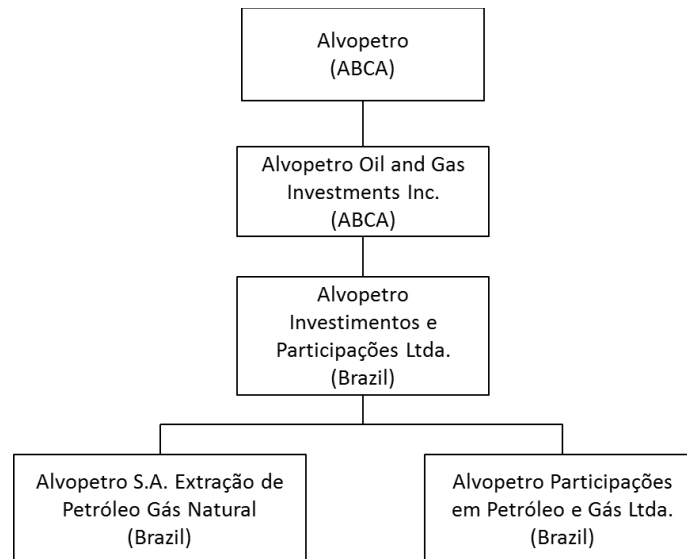 Alvopetro
(ABCA)
Alvopetro Oil and Gas
Investments Inc.
(ABCA)
Alvopetro
Investimentos e
Participações Ltda.
(Brazil)
Alvopetro S.A. Extração de
Petróleo Gás Natural
(Brazil)
Alvopetro Participações
em Petróleo e Gás Ltda.
(Brazil)